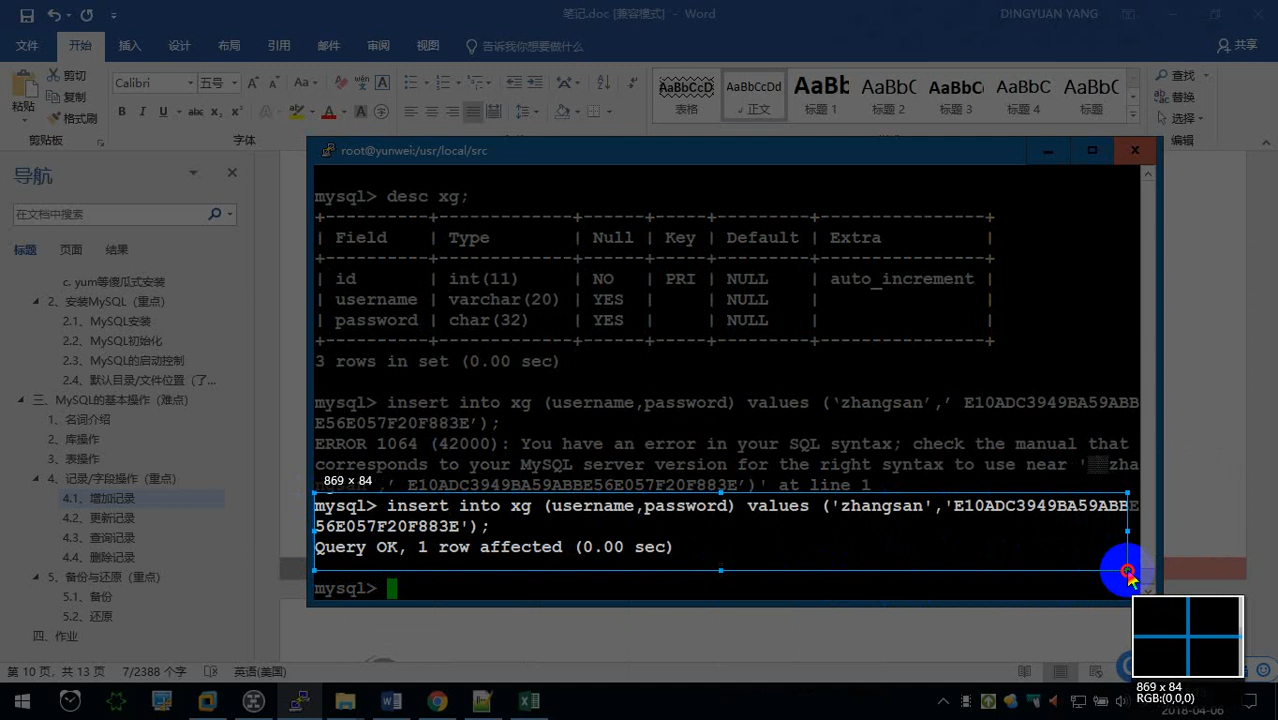 笔记.doc [兼容模式] - Word
DINGYUAN YANG
文件 开始 插入 设计 布局 引用 邮件 审阅 视图 告诉我你想要做什么 共享
剪切
复制
格式刷
粘贴
剪贴板
Calibri 五号
字体
AaBbCcDd AaBbCcDd AaBb AaBbC AaBbC AaBbC AaBbC
表格 正文 标题 1 标题 2 标题 3 标题 4 标题
查找
替换
选择
编辑
导航
在文档中搜索
标题 页面 结果
c. yum等傻瓜式安装
2、安装MySQL（重点）
2.1、MySQL安装
2.2、MySQL初始化
2.3、MySQL的启动控制
2.4、默认目录/文件位置（了...
三、MySQL的基本操作（难点）
1、名词介绍
2、库操作
3、表操作
4、记录/字段操作（重点）
4.1、增加记录
4.2、更新记录
4.3、查询记录
4.4、删除记录
5、备份与还原（重点）
5.1、备份
5.2、还原
四、作业
root@yunwei:/usr/local/src
mysql> desc xg;
+----------+-------------+------+-----+---------+----------------+
| Field | Type | Null | Key | Default | Extra |
+----------+-------------+------+-----+---------+----------------+
| id | int(11) | NO | PRI | NULL | auto_increment |
| username | varchar(20) | YES | | NULL | |
| password | char(32) | YES | | NULL | |
+----------+-------------+------+-----+---------+----------------+
3 rows in set (0.00 sec)
mysql> insert into xg (username,password) values (‘zhangsan’,’ E10ADC3949BA59ABB
E56E057F20F883E’);
ERROR 1064 (42000): You have an error in your SQL syntax; check the manual that
corresponds to your MySQL server version for the right syntax to use near 'zha
E10ADC3949BA59ABBE56E057F20F883E’)' at line 1
869 x 84
mysql> insert into xg (username,password) values ('zhangsan','E10ADC3949BA59ABBE
56E057F20F883E');
Query OK, 1 row affected (0.00 sec)
mysql>
869 x 84
RGB:(0,0,0)
第 10 页，共 13 页 7/2388 个字 英语(美国)
2018-04-06